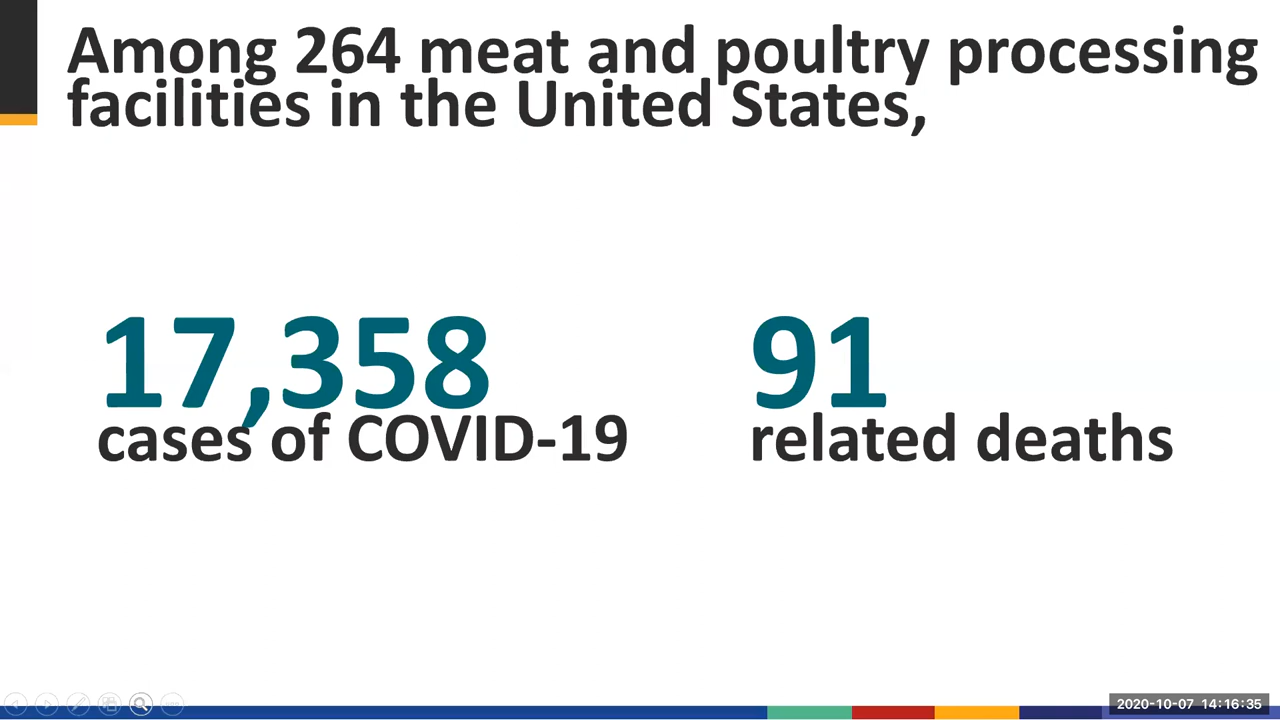 Among 264 meat and poultry processing
facilities in the United States,
17,358
cases of COVID-19
91
related deaths
2020-10-07 14:16:35